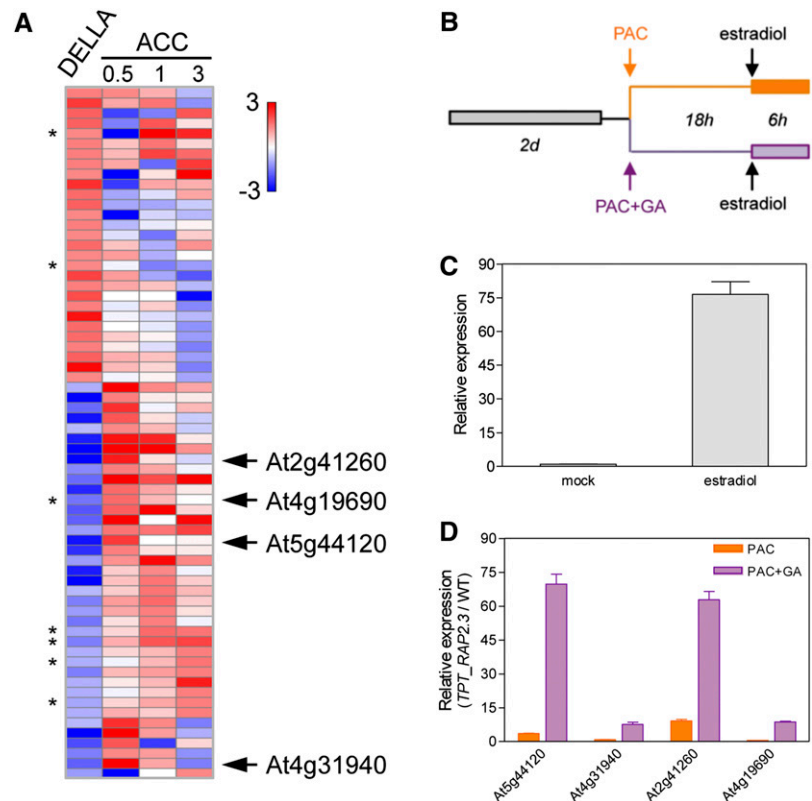 A
DELLA
ACC
0.5 1 3
3
-3
*
*
At2g41260
*
At4g19690
At5g44120
*
*
*
*
At4g31940
B
PAC
estradiol
2d
18h
6h
PAC+GA
estradiol
C
Relative expression
90
75
60
45
30
15
0
mock
estradiol
D
Relative expression
(TPT_RAP2.3 / WT)
90
75
60
45
30
15
0
PAC
PAC+GA
At5g44120
At4g31940
At2g41260
At4g19690